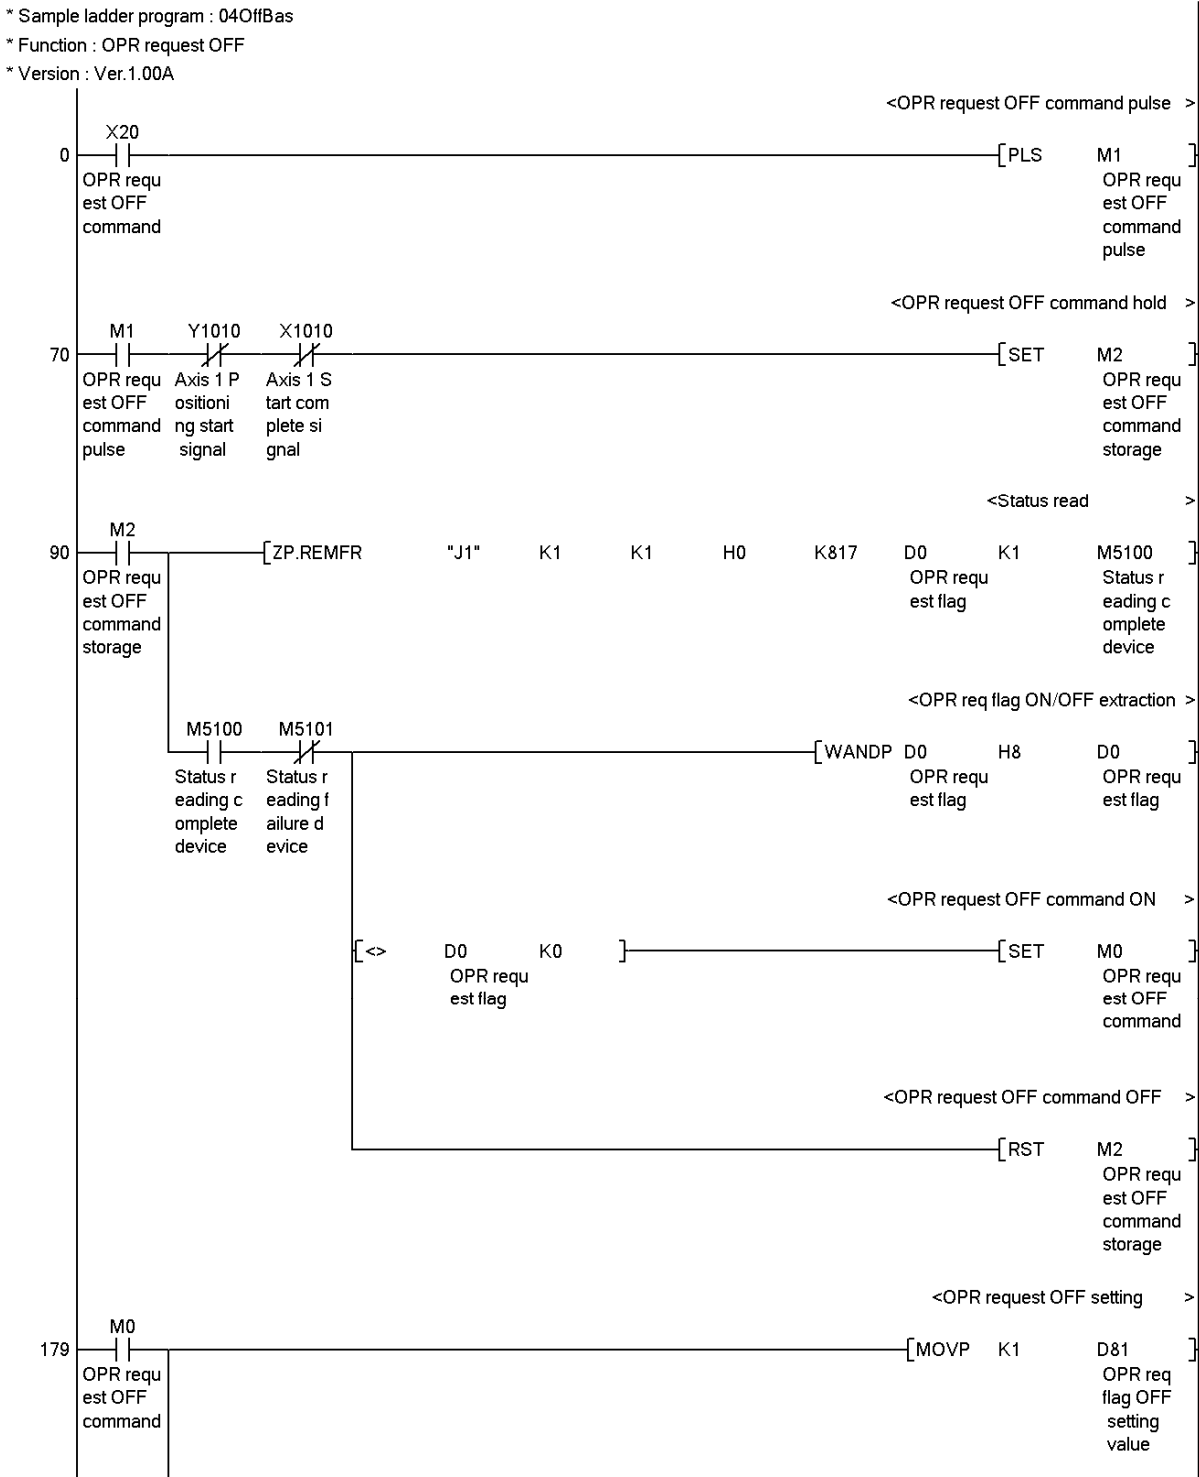 * Sample ladder program : 04OffBas
* Function : OPR request OFF
* Version : Ver.1.00A
<OPR request OFF command pulse >
X20
0 [PLS M1 ]
OPR requ OPR requ
est OFF est OFF
command command
pulse
<OPR request OFF command hold >
M1 Y1010 X1010
70 [SET M2 ]
OPR requ Axis 1 P Axis 1 S OPR requ
est OFF ositioni tart com est OFF
command ng start plete si command
pulse signal gnal storage
<Status read >
M2
90 [ZP.REMFR "J1" K1 K1 H0 K817 D0 K1 M5100 ]
OPR requ OPR requ Status r
est OFF est flag eading c
command omplete
storage device
<OPR req flag ON/OFF extraction >
M5100 M5101
[WANDP D0 H8 D0 ]
Status r Status r OPR requ OPR requ
eading c eading f est flag est flag
omplete ailure d
device evice
<OPR request OFF command ON >
[<> D0 K0 ] [SET M0 ]
OPR requ OPR requ
est flag est OFF
command
<OPR request OFF command OFF >
[RST M2 ]
OPR requ
est OFF
command
storage
<OPR request OFF setting >
M0
179 [MOVP K1 D81 ]
OPR requ OPR req
est OFF flag OFF
command setting
value